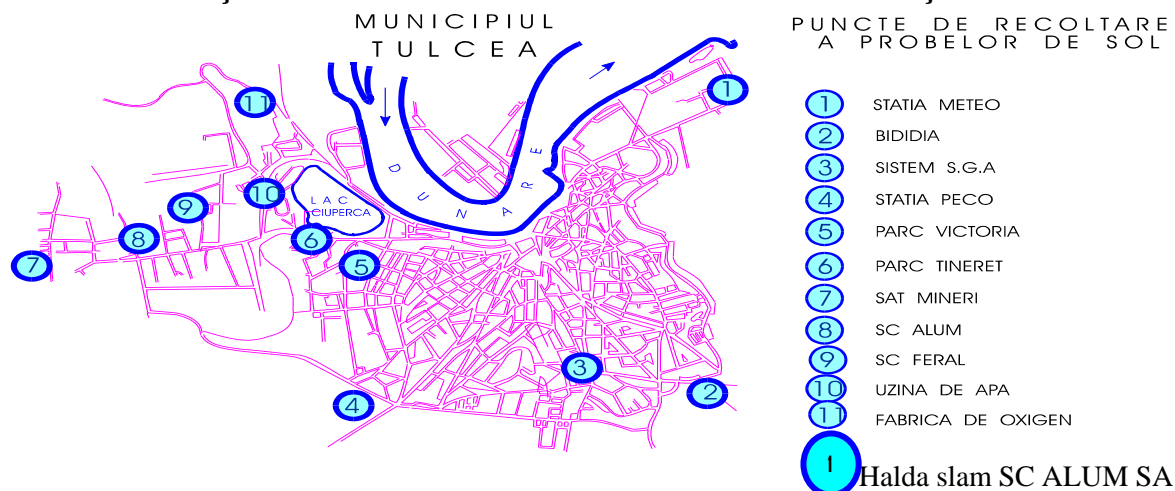 MUNICIPIUL
TULCEA
PUNCTE DE RECOLTARE
A PROBELOR DE SOL
1
11
DUNARE
10
LAC
CIUPERCA
9
8
6
7
5
3
2
4
1 STATIA METEO
2 BIDIDIA
3 SISTEM S.G.A
4 STATIA PECO
5 PARC VICTORIA
6 PARC TINERET
7 SAT MINERI
8 SC ALUM
9 SC FERAL
10 UZINA DE APA
11 FABRICA DE OXIGEN
1 Halda slam SC ALUM SA